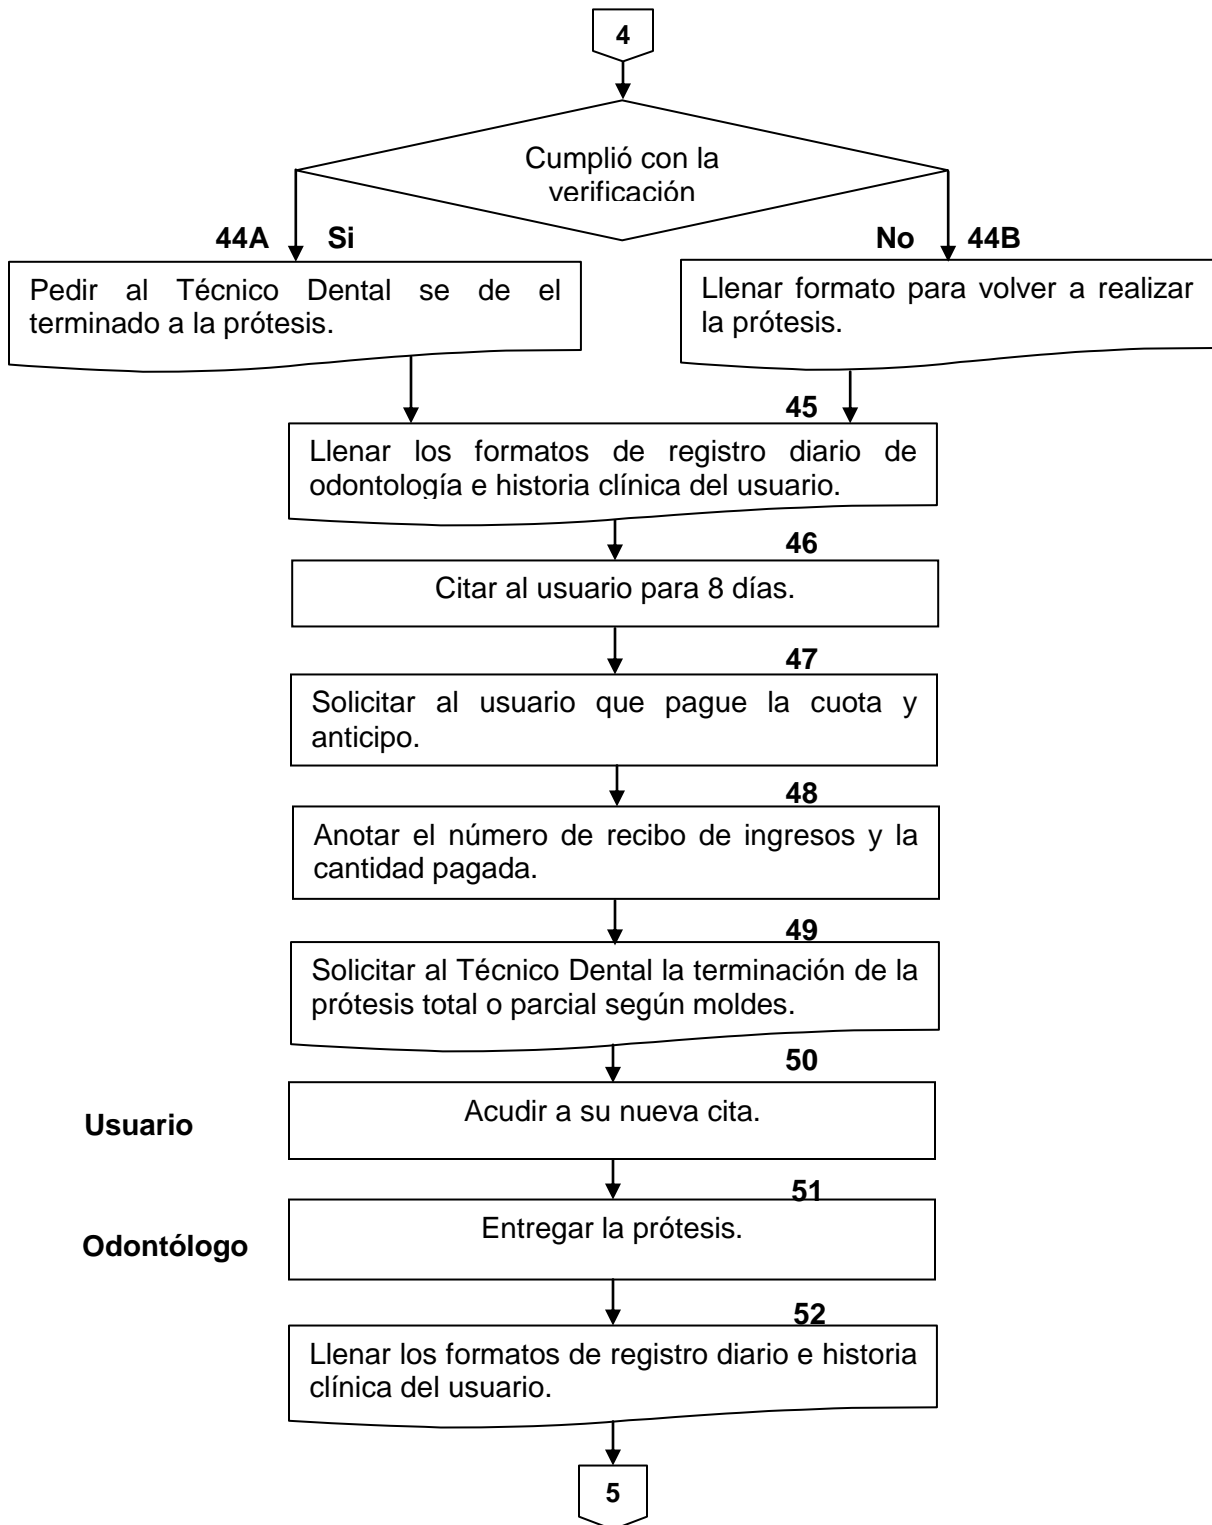 4
Cumplió con la
verificación
44A Si
No 44B
Pedir al Técnico Dental se de el
terminado a la prótesis.
Llenar formato para volver a realizar
la prótesis.
45
Llenar los formatos de registro diario de
odontología e historia clínica del usuario.
46
Citar al usuario para 8 días.
47
Solicitar al usuario que pague la cuota y
anticipo.
48
Anotar el número de recibo de ingresos y la
cantidad pagada.
49
Solicitar al Técnico Dental la terminación de la
prótesis total o parcial según moldes.
50
Usuario
Acudir a su nueva cita.
51
Odontólogo
Entregar la prótesis.
52
Llenar los formatos de registro diario e historia
clínica del usuario.
5